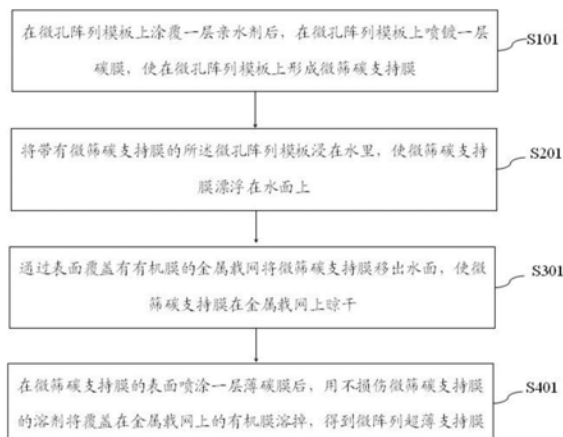 在微孔阵列模板上涂覆一层亲水剂后，在微孔阵列模板上喷镀一层
碳膜，使在微孔阵列模板上形成微筛碳支持膜
S101
将带有微筛碳支持膜的所述微孔阵列模板浸在水里，使微筛碳支持
膜漂浮在水面上
S201
通过表面覆盖有有机膜的金属载网将微筛碳支持膜移出水面，使微
筛碳支持膜在金属载网上晾干
S301
在微筛碳支持膜的表面喷涂一层薄碳膜后，用不损伤微筛碳支持膜
的溶剂将覆盖在金属载网上的有机膜溶掉，得到微阵列超薄支持膜
S401